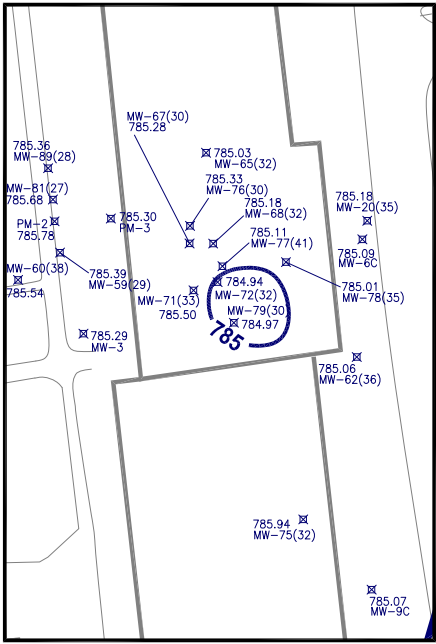 MW-67(30)
785.28
785.36
MW-89(28)
785.03
MW-65(32)
785.33
MW-76(30)
MW-81(27)
785.68
785.18
MW-68(32)
785.18
MW-20(35)
PM-2
785.78
785.30
PM-3
785.11
MW-77(41)
785.09
MW-6C
MW-60(38)
785.54
785.39
MW-59(29)
784.94
MW-72(32)
785.01
MW-78(35)
MW-71(33)
785.50
MW-79(30)
784.97
785
785.29
MW-3
785.06
MW-62(36)
785.94
MW-75(32)
785.07
MW-9C